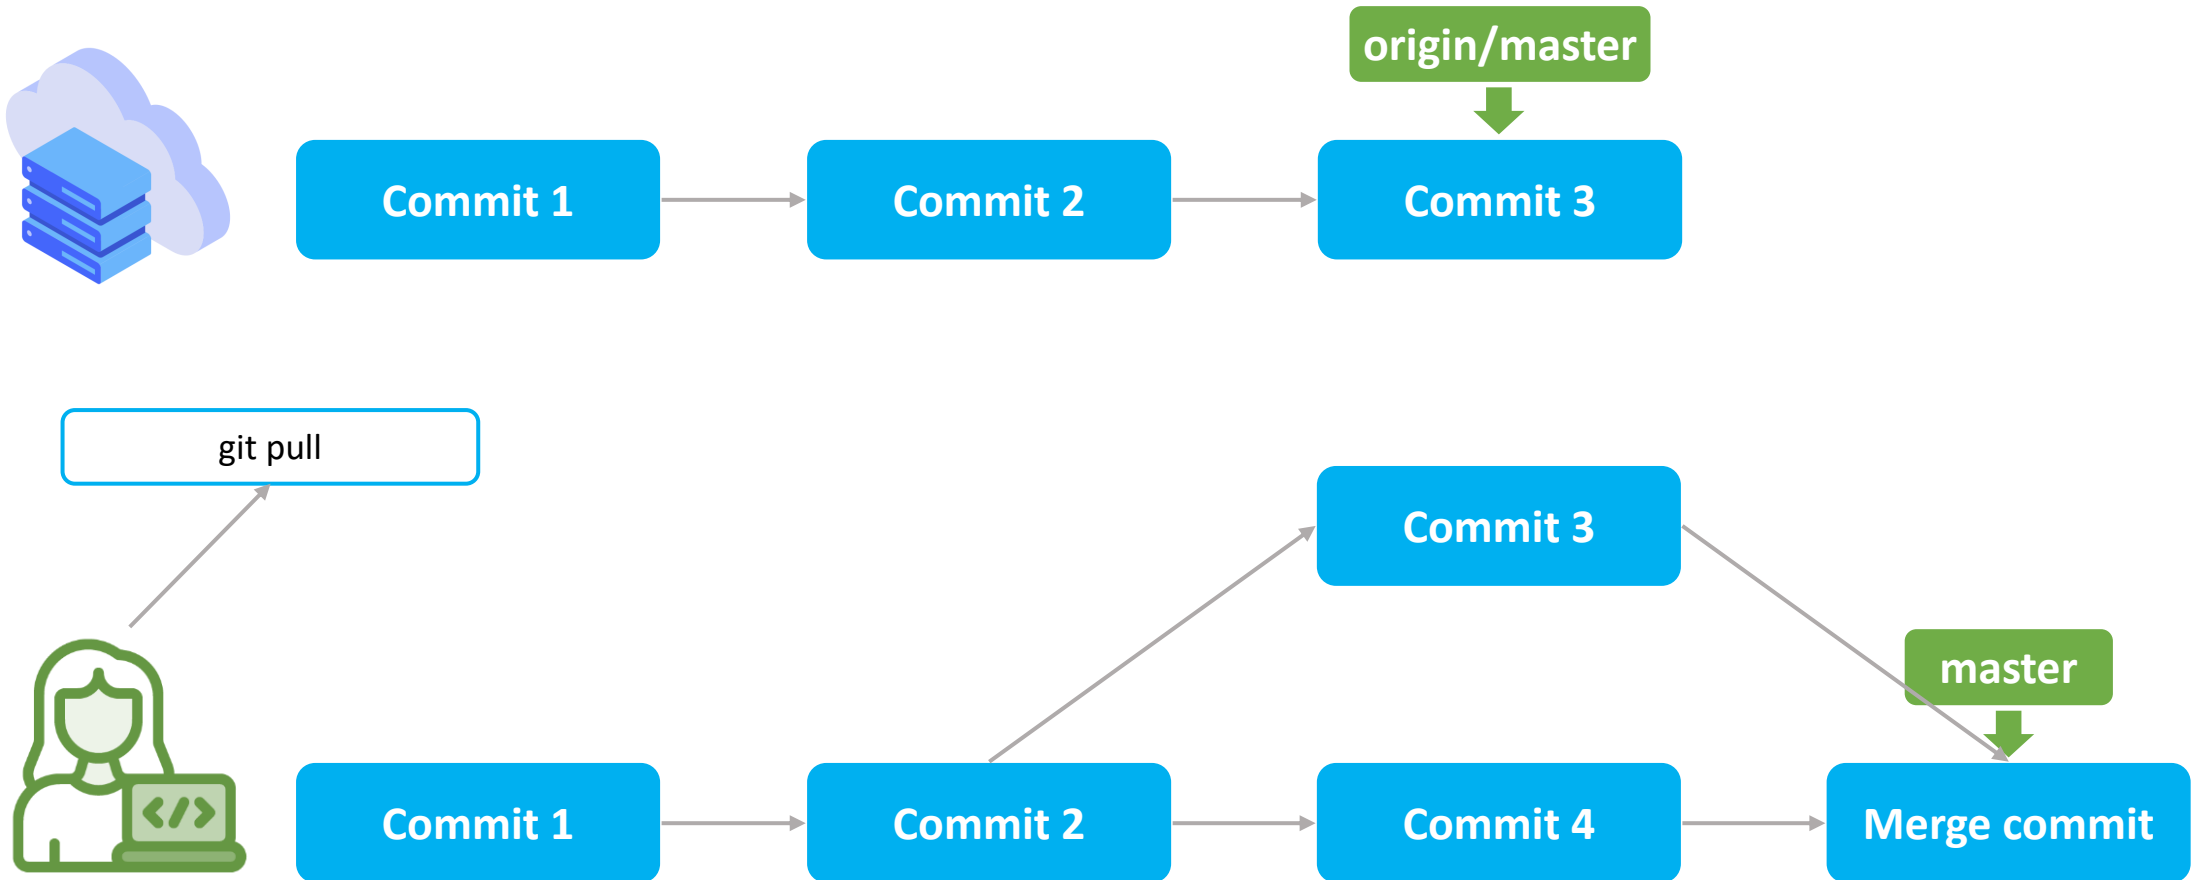 origin/master
Commit 1
Commit 2
Commit 3
git pull
Commit 3
master
</>
Commit 1
Commit 2
Commit 4
Merge commit